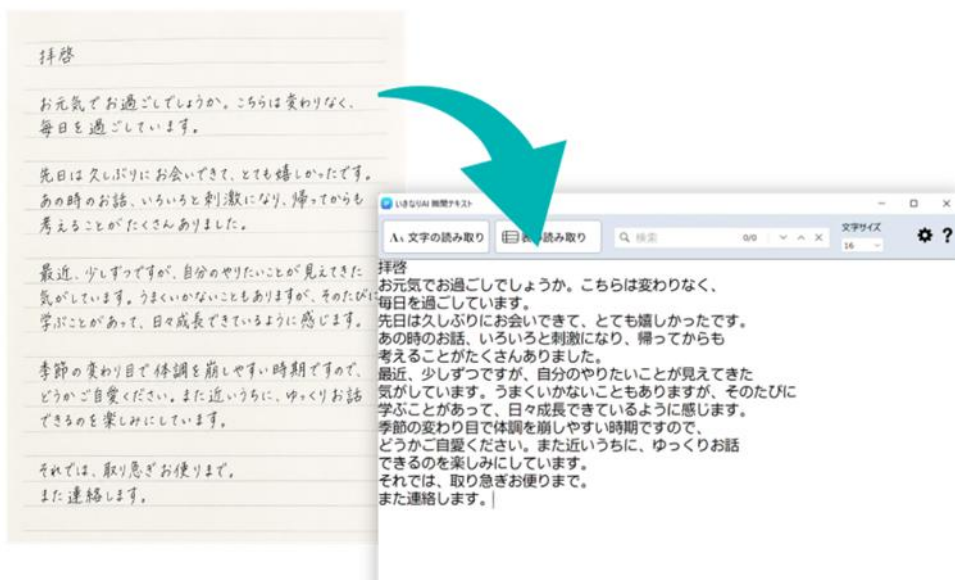 拝啓
お元気でお過ごしでしょうか。こちらは変わりなく、
毎日を過ごしています。
先日は久しぶりにお会いできて、とても嬉しかったです。
あの時のお話、いろいろと刺激になり、帰ってからも
考えることがたくさんありました。
最近、少しずつですが、自分のやりたいことが見えてきた
気がしています。うまくいかないこともありますが、そのたびに
学ぶことがあって、日々成長できているように感じます。
季節の変わり目で体調を崩しやすい時期ですので、
どうかご自愛ください。また近いうちに、ゆっくりお話
できるのを楽しみにしています。
それでは、取り急ぎお便りまで。
また連絡します。
いきなりAI 瞬間テキスト
文字の読み取り
読み取り
検索
0/0
文字サイズ
16
拝啓
お元気でお過ごしでしょうか。こちらは変わりなく、
毎日を過ごしています。
先日は久しぶりにお会いできて、とても嬉しかったです。
あの時のお話、いろいろと刺激になり、帰ってからも
考えることがたくさんありました。
最近、少しずつですが、自分のやりたいことが見えてきた
気がしています。うまくいかないこともありますが、そのたびに
学ぶことがあって、日々成長できているように感じます。
季節の変わり目で体調を崩しやすい時期ですので、
どうかご自愛ください。また近いうちに、ゆっくりお話
できるのを楽しみにしています。
それでは、取り急ぎお便りまで。
また連絡します。